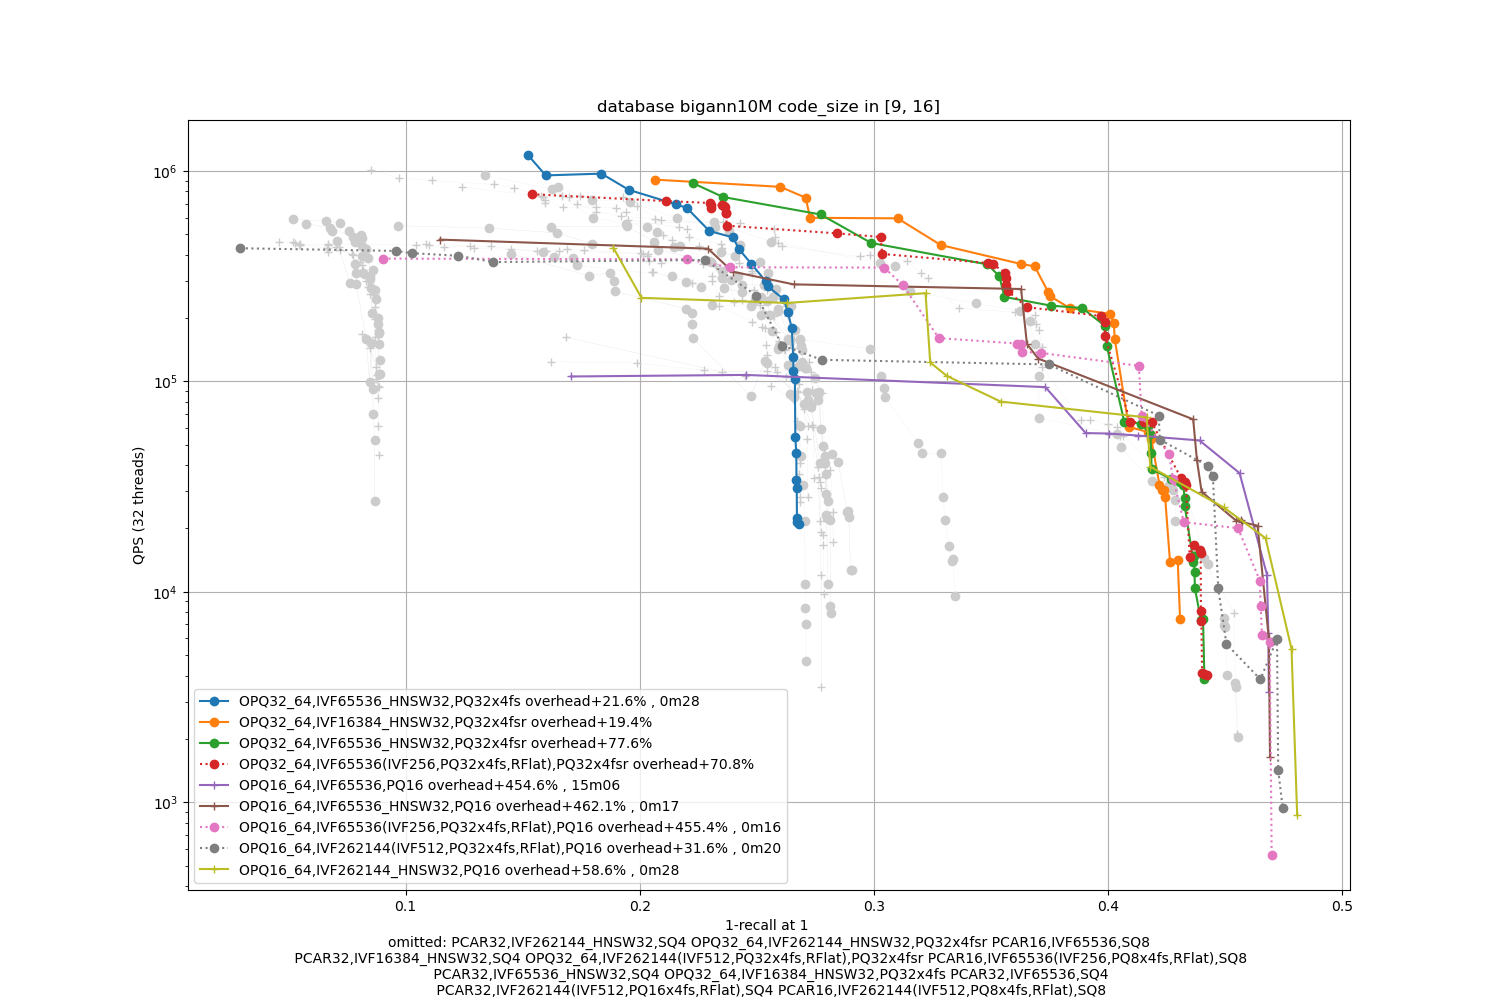 database bigann10M code_size in [9, 16]
10^6
10^5
10^4
10^3
QPS (32 threads)
OPQ32_64,IVF65536_HNSW32,PQ32x4fs overhead+21.6% , 0m28
OPQ32_64,IVF16384_HNSW32,PQ32x4fsr overhead+19.4%
OPQ32_64,IVF65536_HNSW32,PQ32x4fsr overhead+77.6%
OPQ32_64,IVF65536(IVF256,PQ32x4fs,RFlat),PQ32x4fsr overhead+70.8%
OPQ16_64,IVF65536,PQ16 overhead+454.6% , 15m06
OPQ16_64,IVF65536_HNSW32,PQ16 overhead+462.1% , 0m17
OPQ16_64,IVF65536(IVF256,PQ32x4fs,RFlat),PQ16 overhead+455.4% , 0m16
OPQ16_64,IVF262144(IVF512,PQ32x4fs,RFlat),PQ16 overhead+31.6% , 0m20
OPQ16_64,IVF262144_HNSW32,PQ16 overhead+58.6% , 0m28
0.1 0.2 0.3 0.4 0.5
1-recall at 1
omitted: PCAR32,IVF262144_HNSW32,SQ4 OPQ32_64,IVF262144_HNSW32,PQ32x4fsr PCAR16,IVF65536,SQ8
PCAR32,IVF16384_HNSW32,SQ4 OPQ32_64,IVF262144(IVF512,PQ32x4fs,RFlat),PQ32x4fsr PCAR16,IVF65536(IVF256,PQ8x4fs,RFlat),SQ8
PCAR32,IVF65536_HNSW32,SQ4 OPQ32_64,IVF16384_HNSW32,PQ32x4fs PCAR32,IVF65536,SQ4
PCAR32,IVF262144(IVF512,PQ16x4fs,RFlat),SQ4 PCAR16,IVF262144(IVF512,PQ8x4fs,RFlat),SQ8